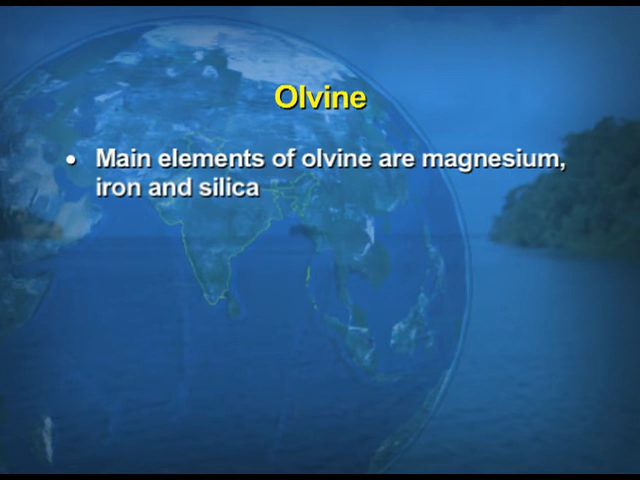 Olvine
• Main elements of olvine are magnesium,
iron and silica